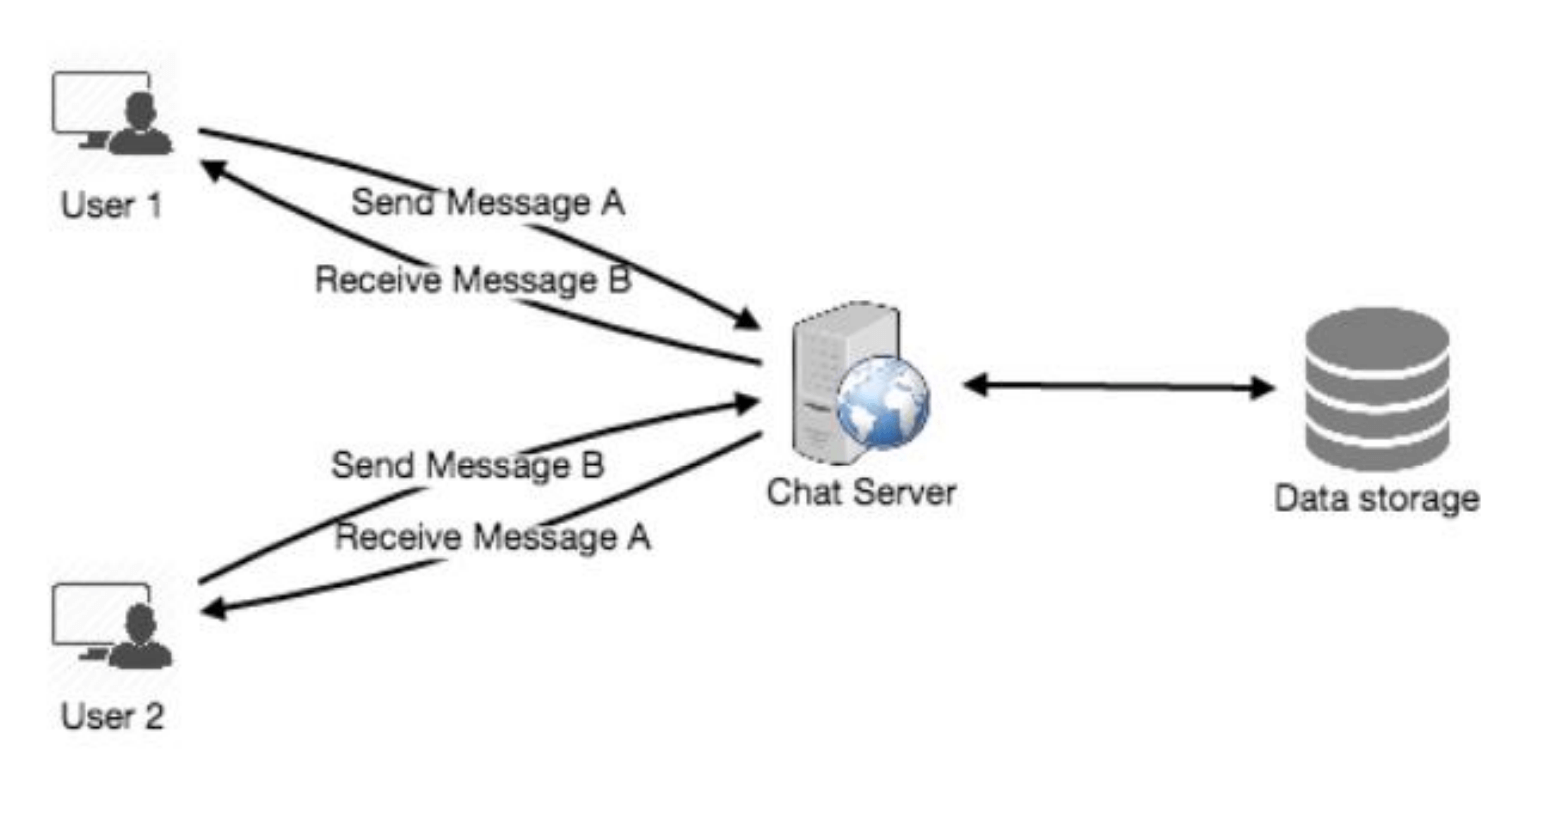 User 1
Send Message A
Receive Message B
Send Message B
Receive Message A
User 2
Chat Server
Data storage